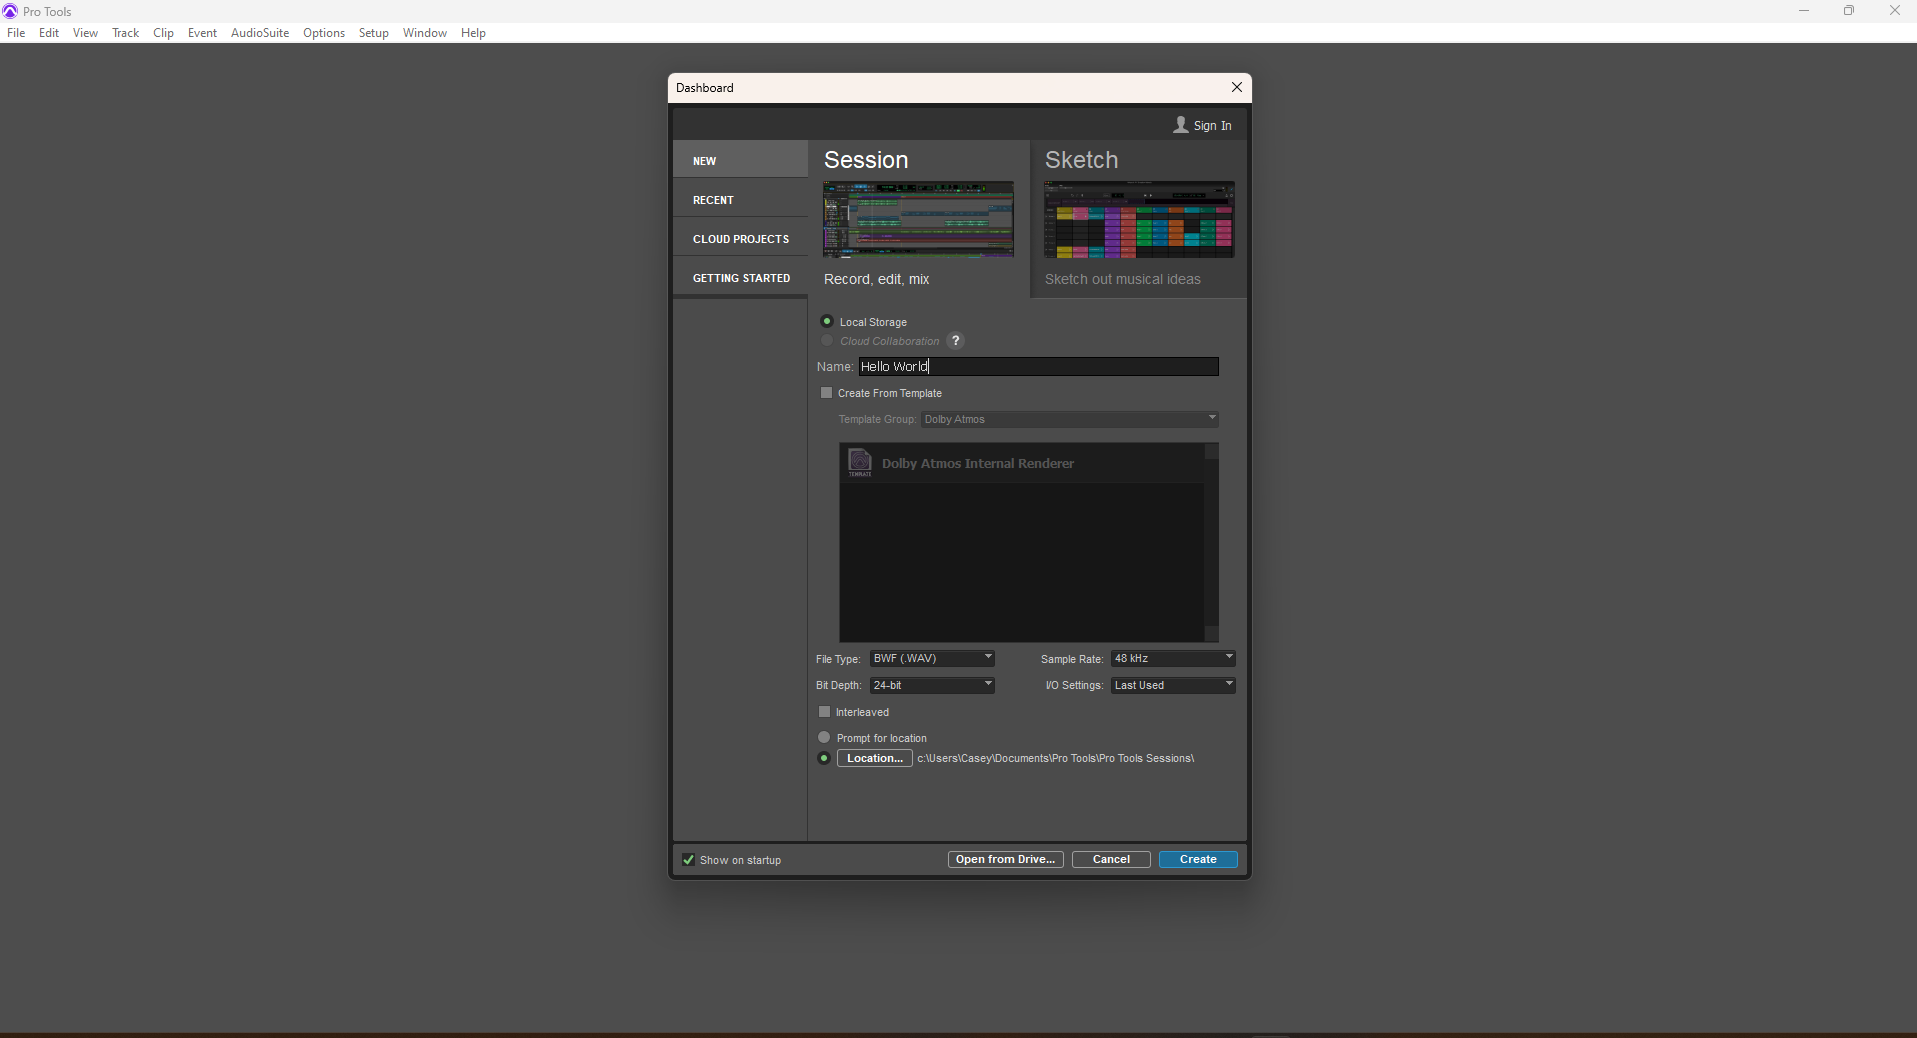 Pro Tools
File Edit View Track Clip Event AudioSuite Options Setup Window Help
Dashboard
Sign In
NEW
RECENT
CLOUD PROJECTS
GETTING STARTED
Session
Record, edit, mix
Sketch
Sketch out musical ideas
Local Storage
Cloud Collaboration ?
Name: Hello World
Create From Template
Template Group: Dolby Atmos
TEMPLATE
Dolby Atmos Internal Renderer
File Type: BWF (.WAV) Sample Rate: 48 kHz
Bit Depth: 24-bit I/O Settings: Last Used
Interleaved
Prompt for location
Location... c:\Users\Casey\Documents\Pro Tools\Pro Tools Sessions\
Show on startup Open from Drive... Cancel Create